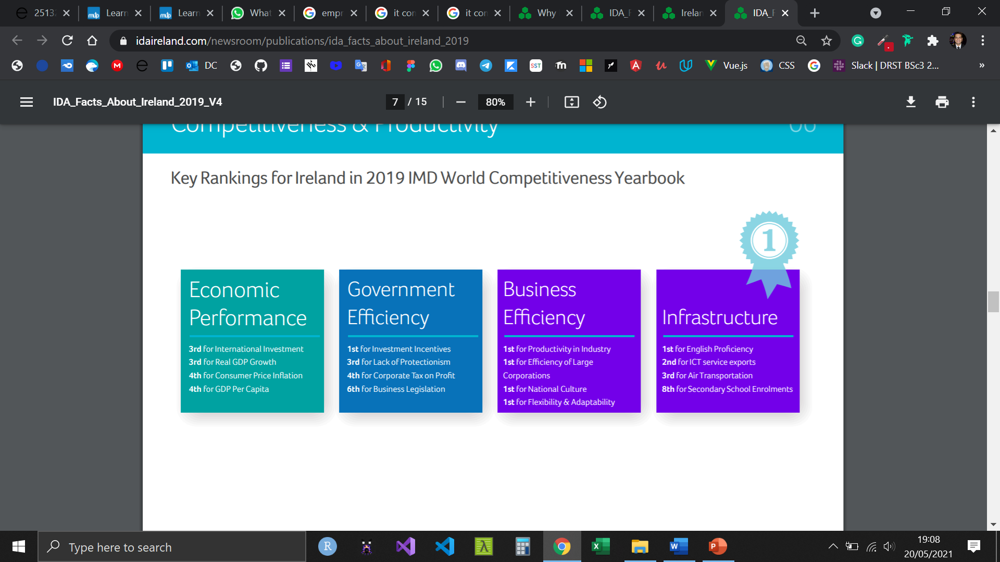 2513
Learn
Learn
What
empr
it con
it con
Why
IDA_F
Irelan
IDA_F
idaireland.com/newsroom/publications/ida_facts_about_ireland_2019
DC
SST
Vue.js
CSS
Slack | DRST BSc3 2...
»
IDA_Facts_About_Ireland_2019_V4
7 / 15
80%
Competitiveness & Productivity
06
Key Rankings for Ireland in 2019 IMD World Competitiveness Yearbook
1
Economic
Performance
3rd for International Investment
3rd for Real GDP Growth
4th for Consumer Price Inflation
4th for GDP Per Capita
Government
Efficiency
1st for Investment Incentives
3rd for Lack of Protectionism
4th for Corporate Tax on Profit
6th for Business Legislation
Business
Efficiency
1st for Productivity in Industry
1st for Efficiency of Large
Corporations
1st for National Culture
1st for Flexibility & Adaptability
Infrastructure
1st for English Proficiency
2nd for ICT service exports
3rd for Air Transportation
8th for Secondary School Enrolments
Type here to search
19:08
20/05/2021